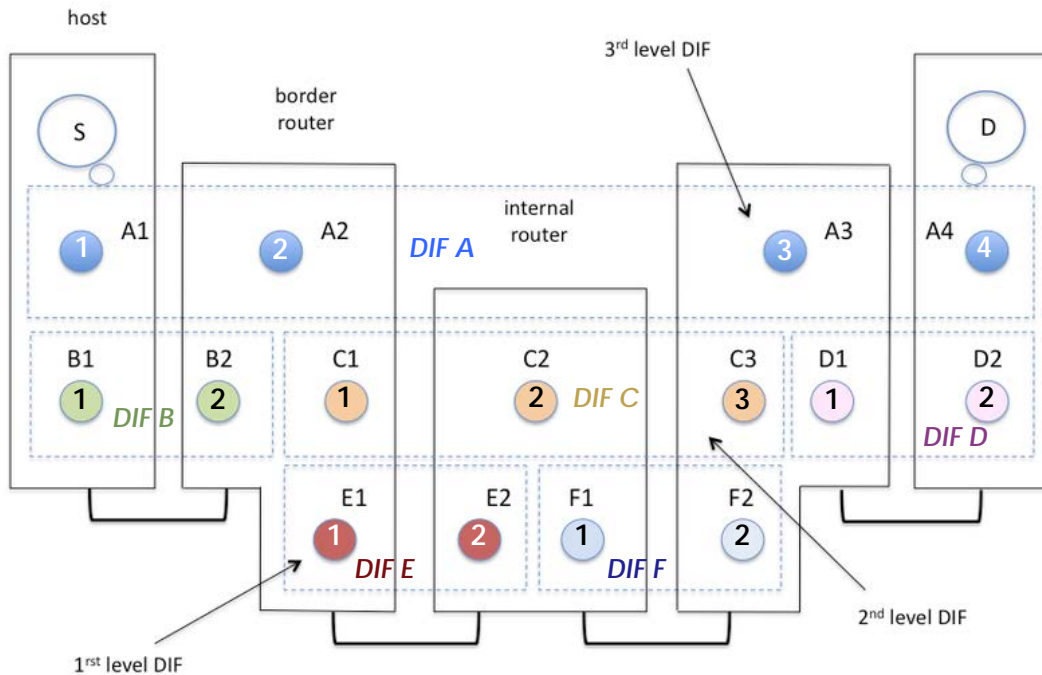 host
3rd level DIF
border
router
S
D
internal
router
A1
A2
DIF A
A3
A4
1
2
3
4
B1
B2
C1
C2
C3
D1
D2
1
2
1
2
3
1
2
DIF B
DIF C
DIF D
E1
E2
F1
F2
1
2
1
2
DIF E
DIF F
2nd level DIF
1rst level DIF